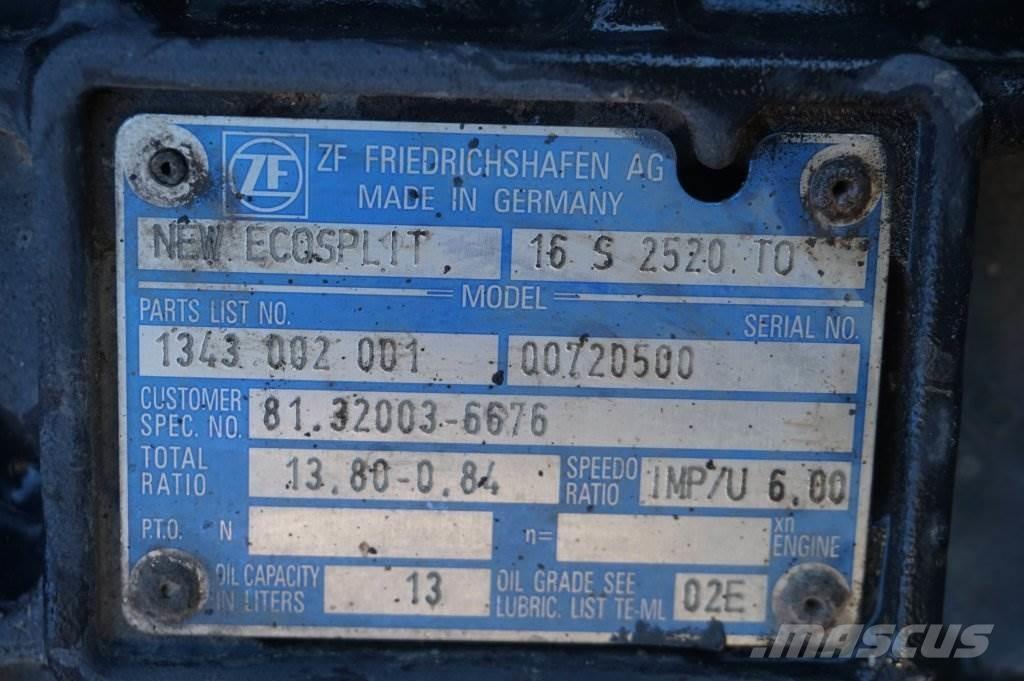 ZF ZF FRIEDRICHSHAFEN AG
MADE IN GERMANY
NEW ECOSPLIT 16 S 2520 TO
MODEL
PARTS LIST NO. SERIAL NO.
1343 002 001 00720500
CUSTOMER SPEC. NO. 81.32003-6676
TOTAL RATIO 13,80-0,84 SPEEDO RATIO IMP/U 6,00
P.T.O. N n= xn ENGINE
OIL CAPACITY IN LITERS 13 OIL GRADE SEE LUBRIC. LIST TE-ML 02E
mascus